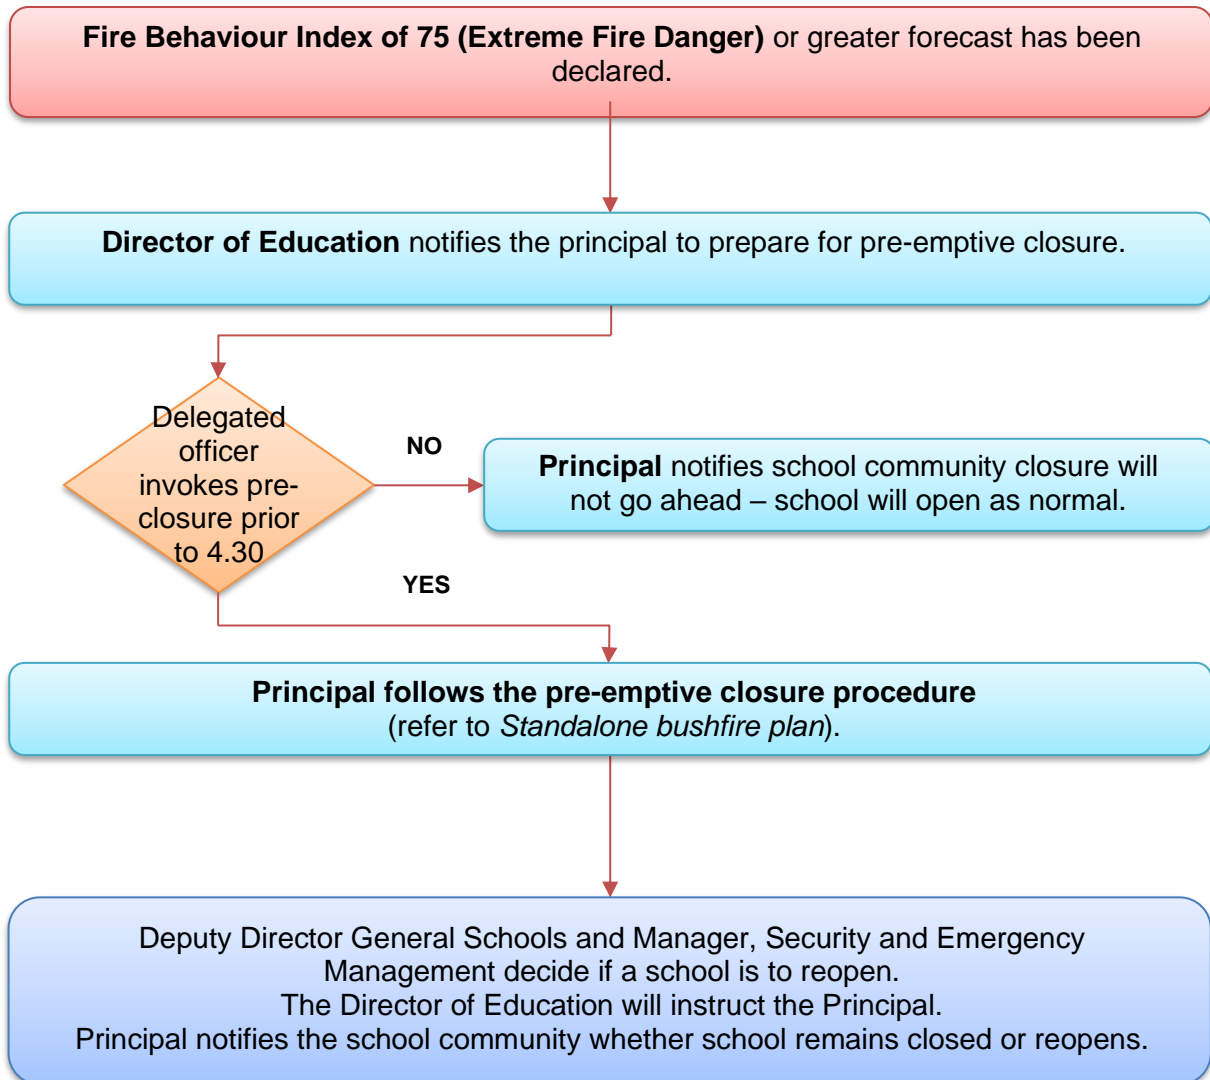 Fire Behaviour Index of 75 (Extreme Fire Danger) or greater forecast has been
declared.
Director of Education notifies the principal to prepare for pre-emptive closure.
Delegated
officer
invokes pre-
closure prior
to 4.30
NO
Principal notifies school community closure will
not go ahead – school will open as normal.
YES
Principal follows the pre-emptive closure procedure
(refer to Standalone bushfire plan).
Deputy Director General Schools and Manager, Security and Emergency
Management decide if a school is to reopen.
The Director of Education will instruct the Principal.
Principal notifies the school community whether school remains closed or reopens.